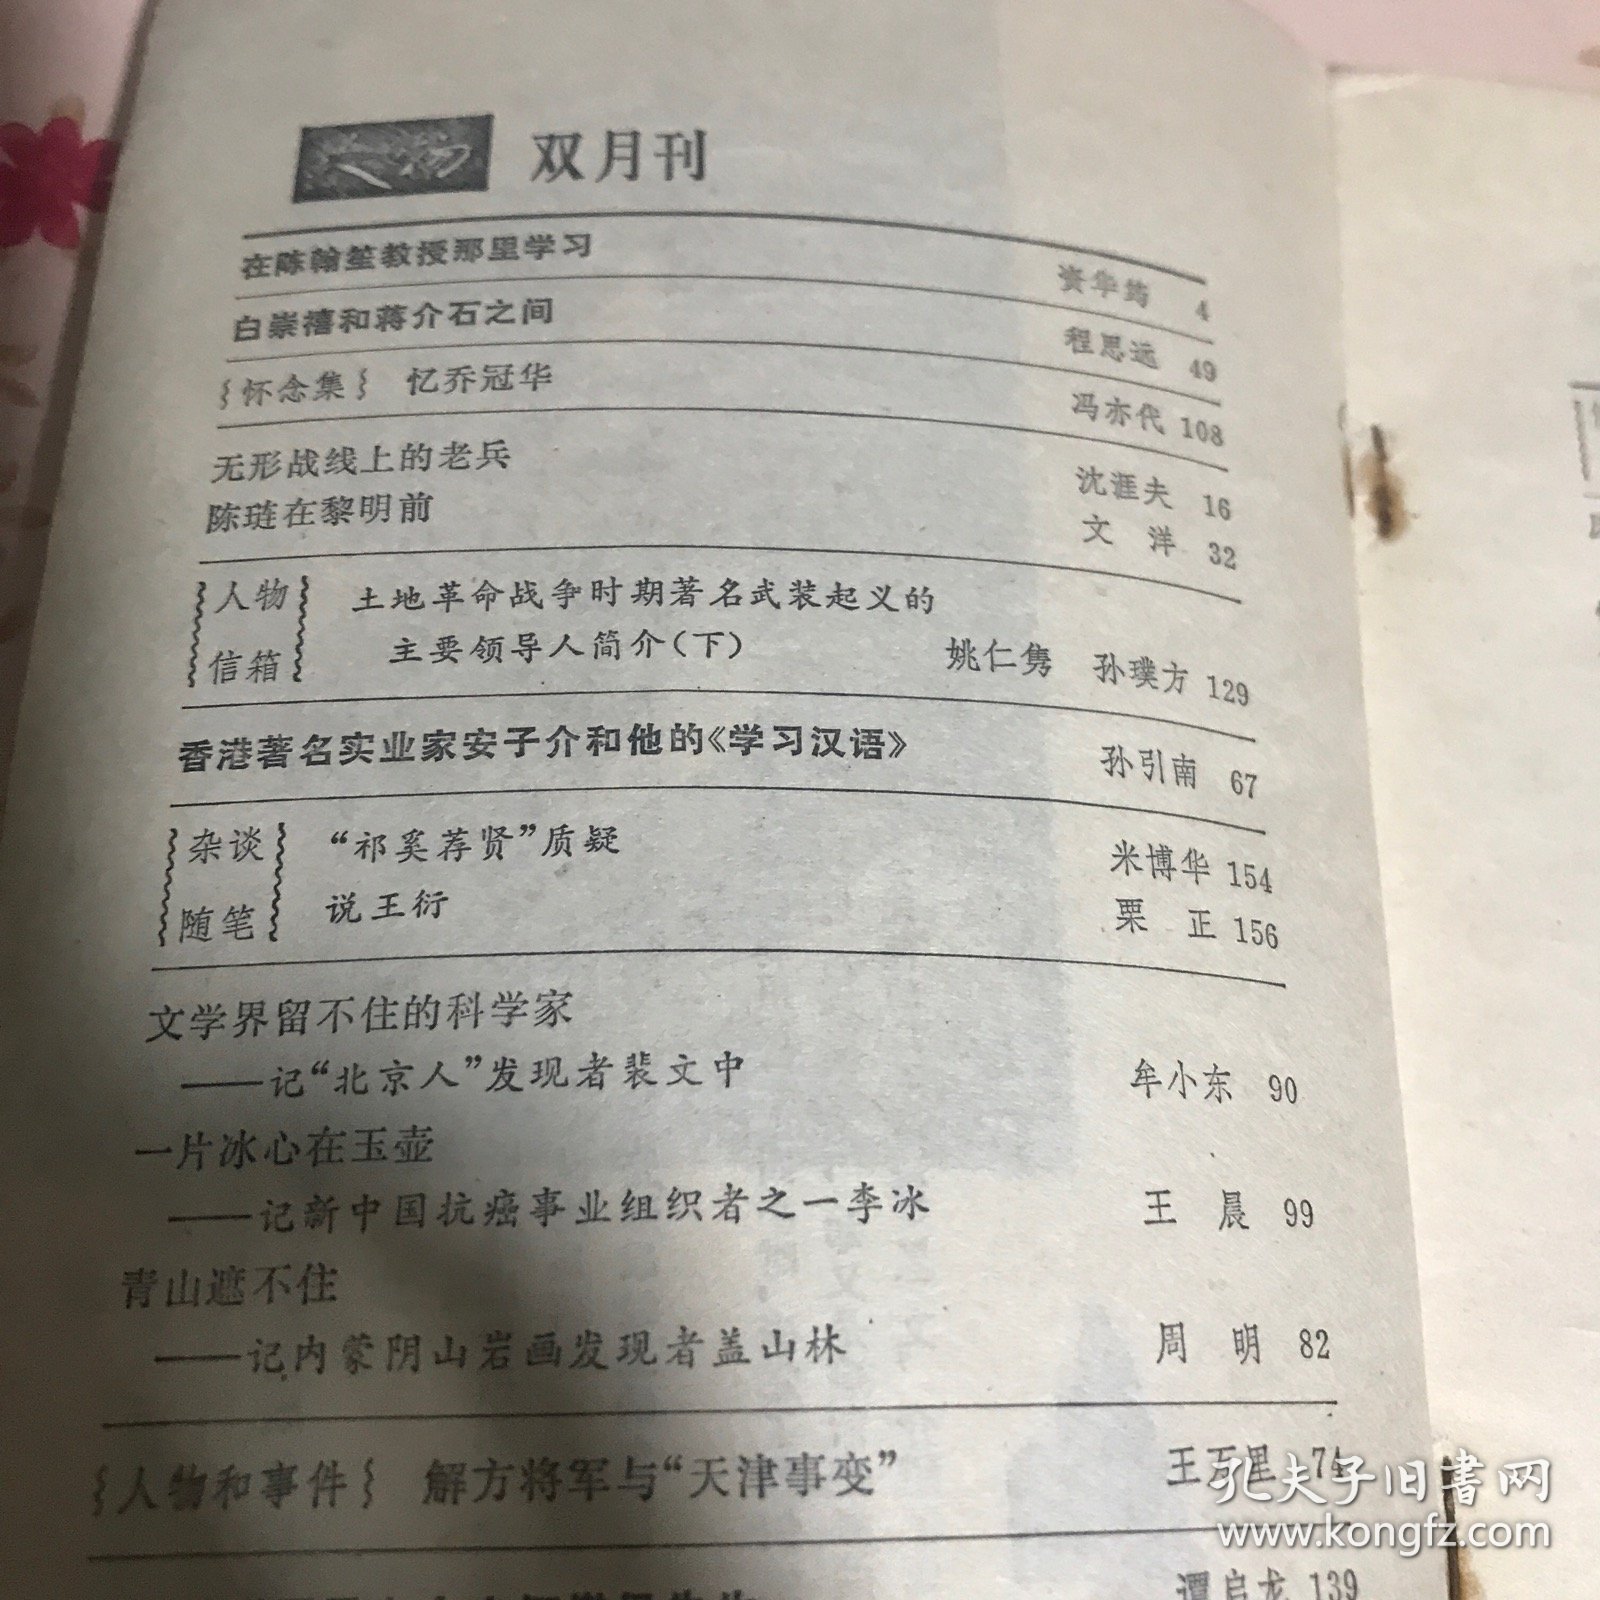 人物 双月刊
在陈翰笙教授那里学习 资华筠 4
白崇禧和蒋介石之间 程思远 49
{怀念集} 忆乔冠华 冯亦代 108
无形战线上的老兵 沈涯夫 16
陈琏在黎明前 文 洋 32
人物信箱 土地革命战争时期著名武装起义的
主要领导人简介(下) 姚仁隽 孙璞方 129
香港著名实业家安子介和他的《学习汉语》 孙引南 67
杂谈随笔 “祁奚荐贤”质疑 米博华 154
说王衍 栗 正 156
文学界留不住的科学家
——记“北京人”发现者裴文中 牟小东 90
一片冰心在玉壶
——记新中国抗癌事业组织者之一李冰 王 晨 99
青山遮不住
——记内蒙阴山岩画发现者盖山林 周 明 82
{人物和事件} 解方将军与“天津事变” 王万里 74
谭启龙 139
孔夫子旧书网
www.kongfz.com